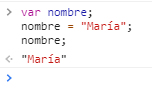 > var nombre;
nombre = "María";
nombre;
<· "María"
>